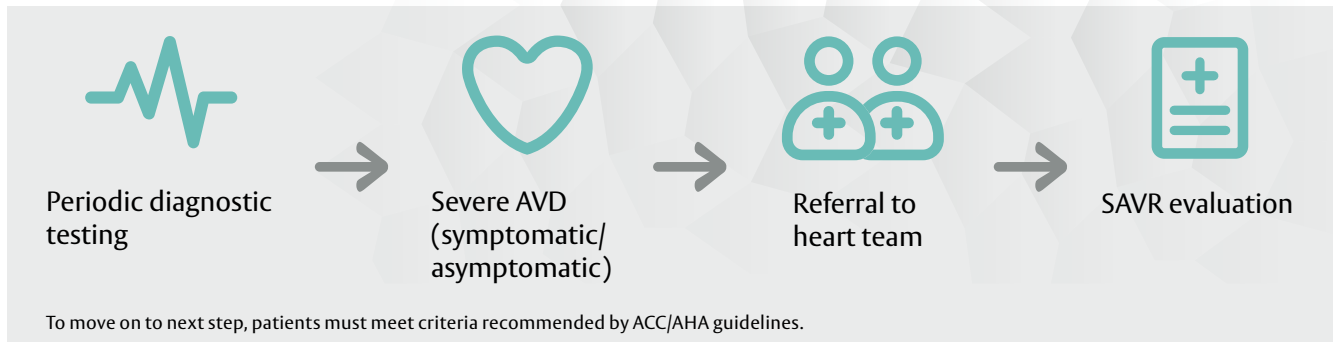 Periodic diagnostic
testing
Severe AVD
(symptomatic/
asymptomatic)
Referral to
heart team
SAVR evaluation
To move on to next step, patients must meet criteria recommended by ACC/AHA guidelines.